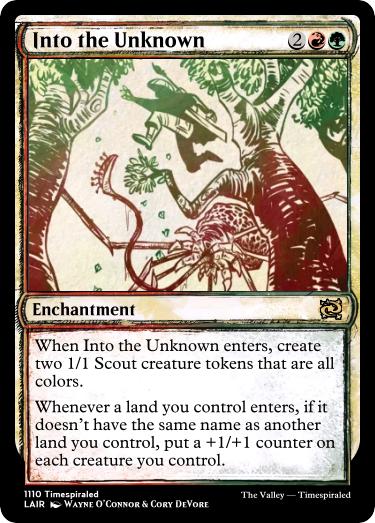 Into the Unknown 2
Enchantment
When Into the Unknown enters, create
two 1/1 Scout creature tokens that are all
colors.
Whenever a land you control enters, if it
doesn't have the same name as another
land you control, put a +1/+1 counter on
each creature you control.
1110 Timespiraled
LAIR Wayne O'Connor & Cory DeVore
The Valley — Timespiraled